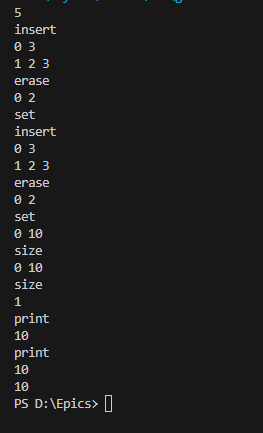 5
insert
0 3
1 2 3
erase
0 2
set
insert
0 3
1 2 3
erase
0 2
set
0 10
size
0 10
size
1
print
10
print
10
10
PS D:\Epics>